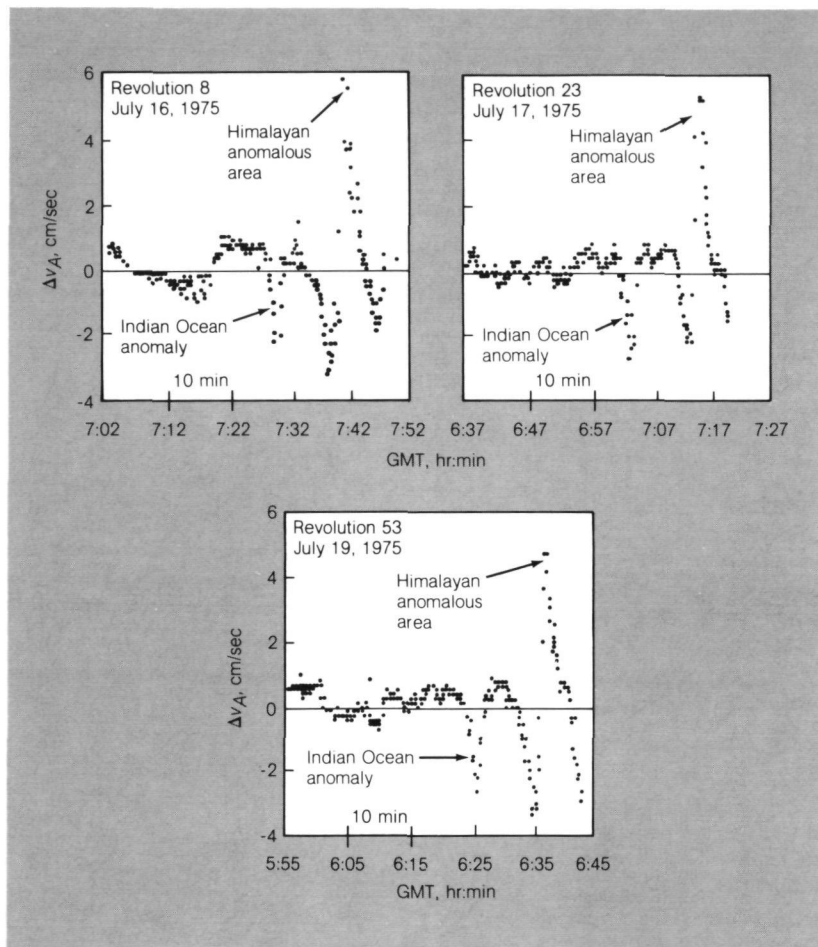 Revolution 8
July 16, 1975
Himalayan
anomalous
area
Indian Ocean
anomaly
10 min
6
4
2
0
-2
-4
ΔvA, cm/sec
7:02 7:12 7:22 7:32 7:42 7:52
GMT, hr:min
Revolution 23
July 17, 1975
Himalayan
anomalous
area
Indian Ocean
anomaly
10 min
6:37 6:47 6:57 7:07 7:17 7:27
GMT, hr:min
Revolution 53
July 19, 1975
Himalayan
anomalous
area
Indian Ocean
anomaly
10 min
6
4
2
0
-2
-4
ΔvA, cm/sec
5:55 6:05 6:15 6:25 6:35 6:45
GMT, hr:min